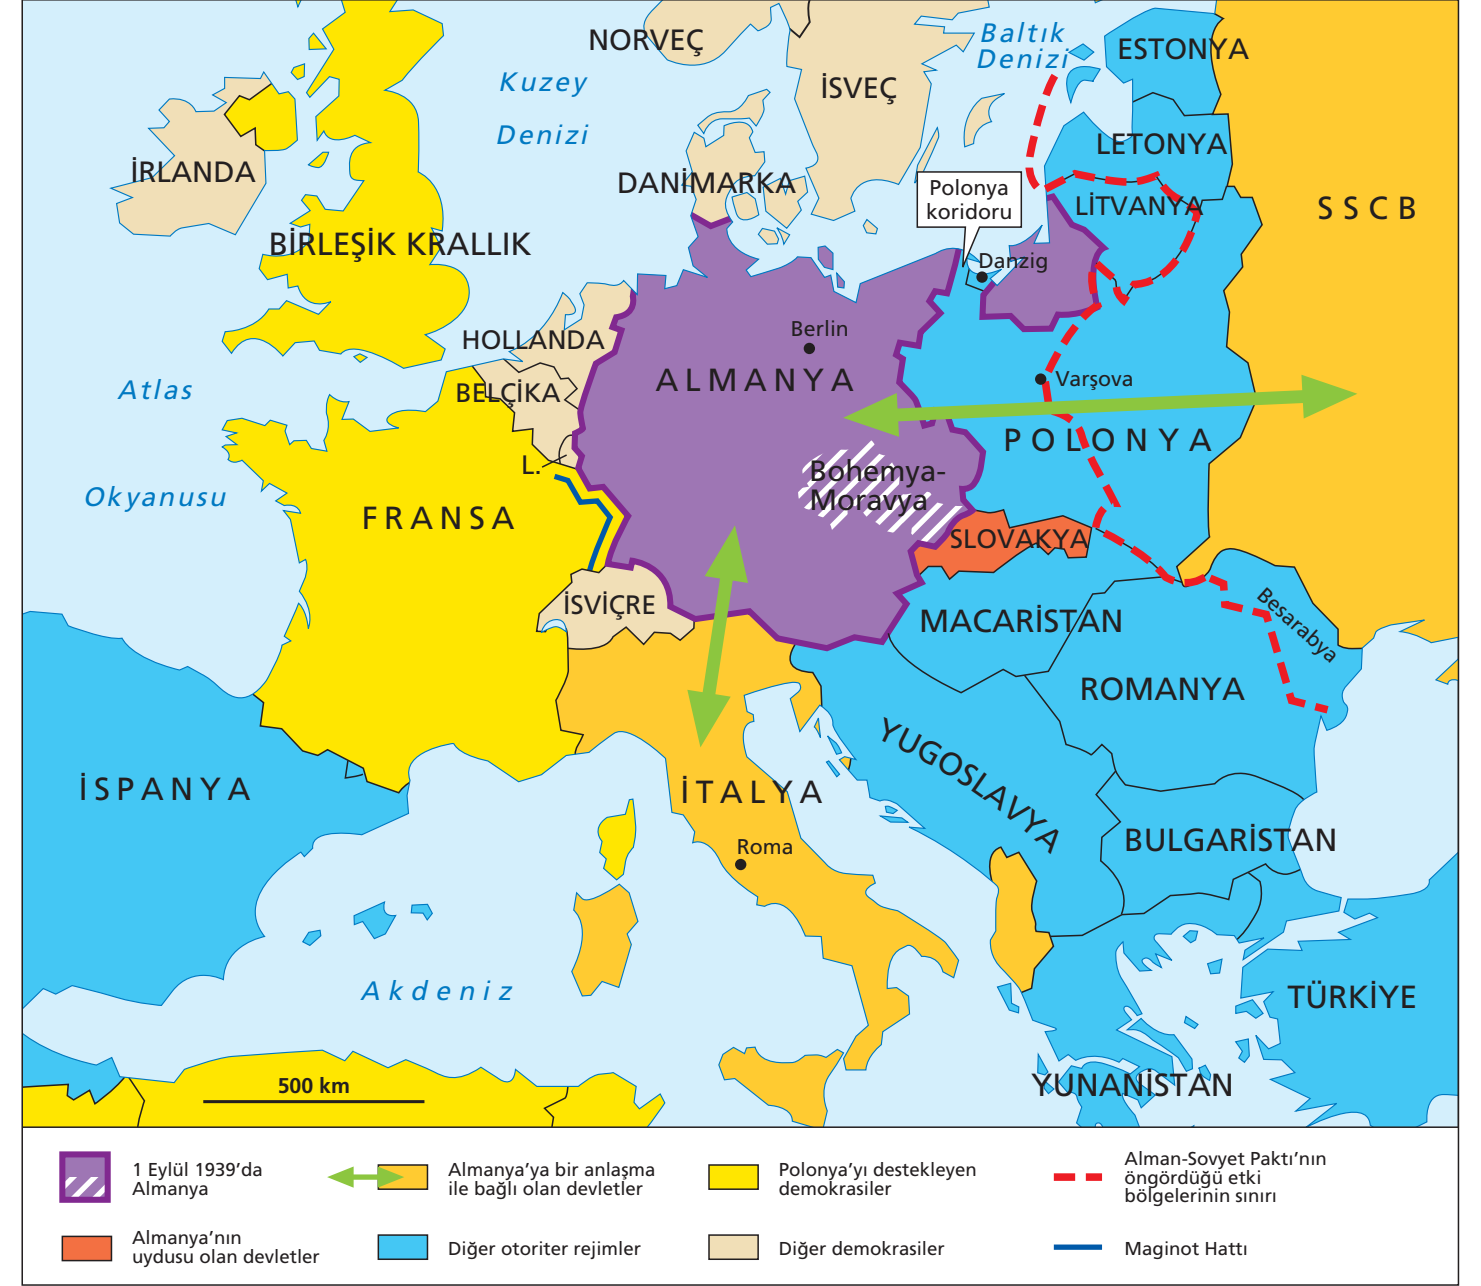 NORVEÇ
Baltık
Denizi
ESTONYA
Kuzey
Denizi
İSVEÇ
LETONYA
İRLANDA
DANİMARKA
Polonya
koridoru
LİTVANYA
SSCB
BİRLEŞİK KRALLIK
Danzig
HOLLANDA
Berlin
Atlas
Okyanusu
BELÇİKA
ALMANYA
Varşova
POLONYA
L.
Bohemya-
Moravya
FRANSA
SLOVAKYA
İSVİÇRE
MACARİSTAN
Besarabya
ROMANYA
YUGOSLAVYA
İSPANYA
İTALYA
Roma
BULGARİSTAN
Akdeniz
TÜRKİYE
YUNANİSTAN
500 km
1 Eylül 1939’da
Almanya
Almanya’ya bir anlaşma
ile bağlı olan devletler
Polonya’yı destekleyen
demokrasiler
Alman-Sovyet Paktı’nın
öngördüğü etki
bölgelerinin sınırı
Almanya’nın
uydusu olan devletler
Diğer otoriter rejimler
Diğer demokrasiler
Maginot Hattı